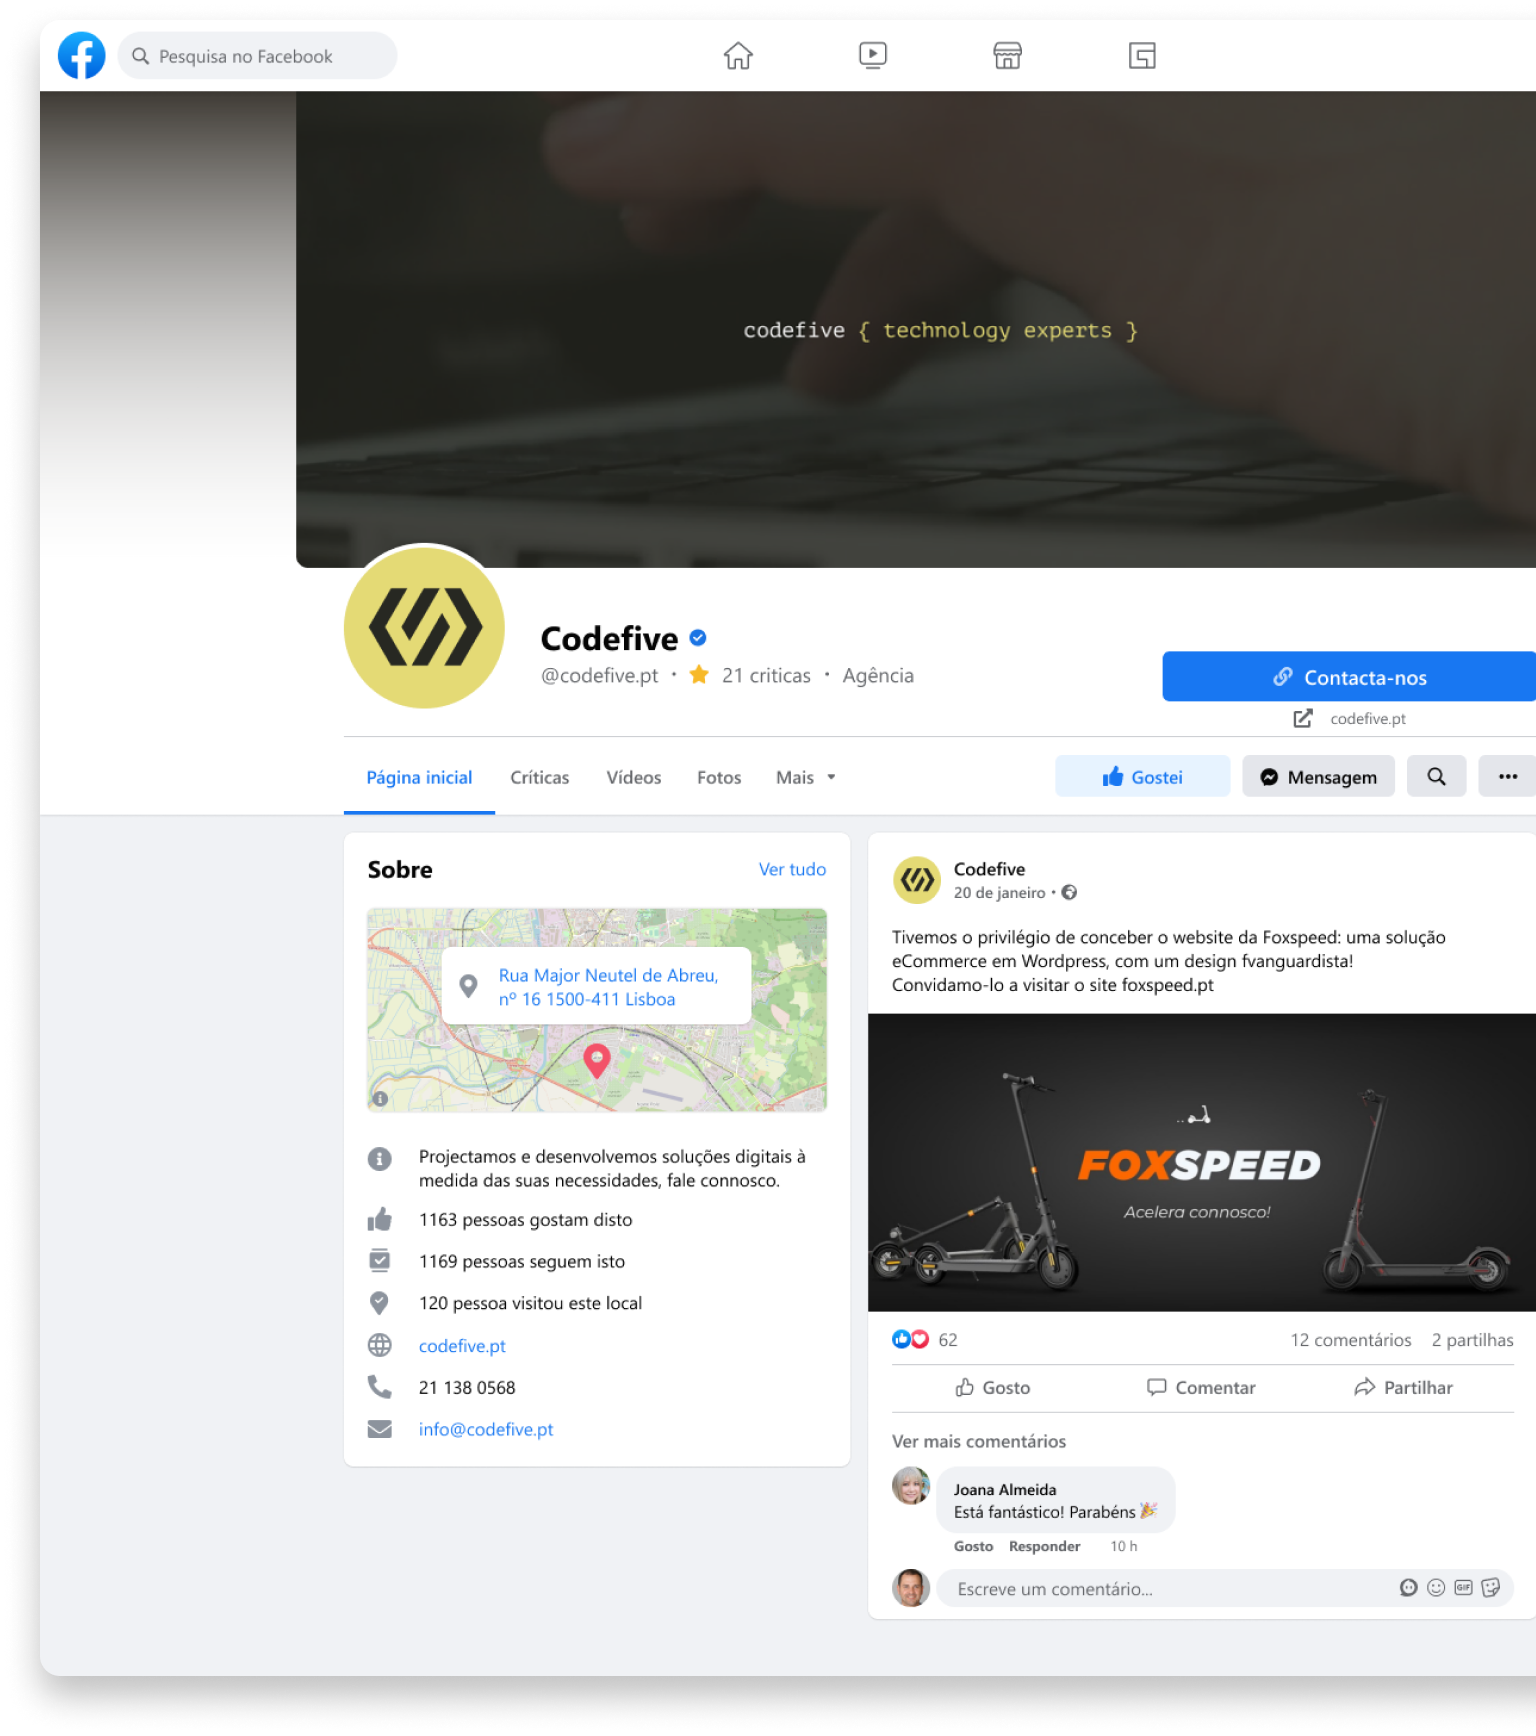 Pesquisa no Facebook
codefive { technology experts }
Codefive
@codefive.pt · 21 criticas · Agência
Contacta-nos
codefive.pt
Página inicial
Críticas
Vídeos
Fotos
Mais
Gostei
Mensagem
Sobre
Ver tudo
Rua Major Neutel de Abreu,
nº 16 1500-411 Lisboa
Projectamos e desenvolvemos soluções digitais à
medida das suas necessidades, fale connosco.
1163 pessoas gostam disto
1169 pessoas seguem isto
120 pessoa visitou este local
codefive.pt
21 138 0568
info@codefive.pt
Codefive
20 de janeiro ·
Tivemos o privilégio de conceber o website da Foxspeed: uma solução
eCommerce em Wordpress, com um design fvanguardista!
Convidamo-lo a visitar o site foxspeed.pt
FOXSPEED
Acelera connosco!
62
12 comentários 2 partilhas
Gosto
Comentar
Partilhar
Ver mais comentários
Joana Almeida
Está fantástico! Parabéns 🎉
Gosto Responder 10 h
Escreve um comentário...
GIF